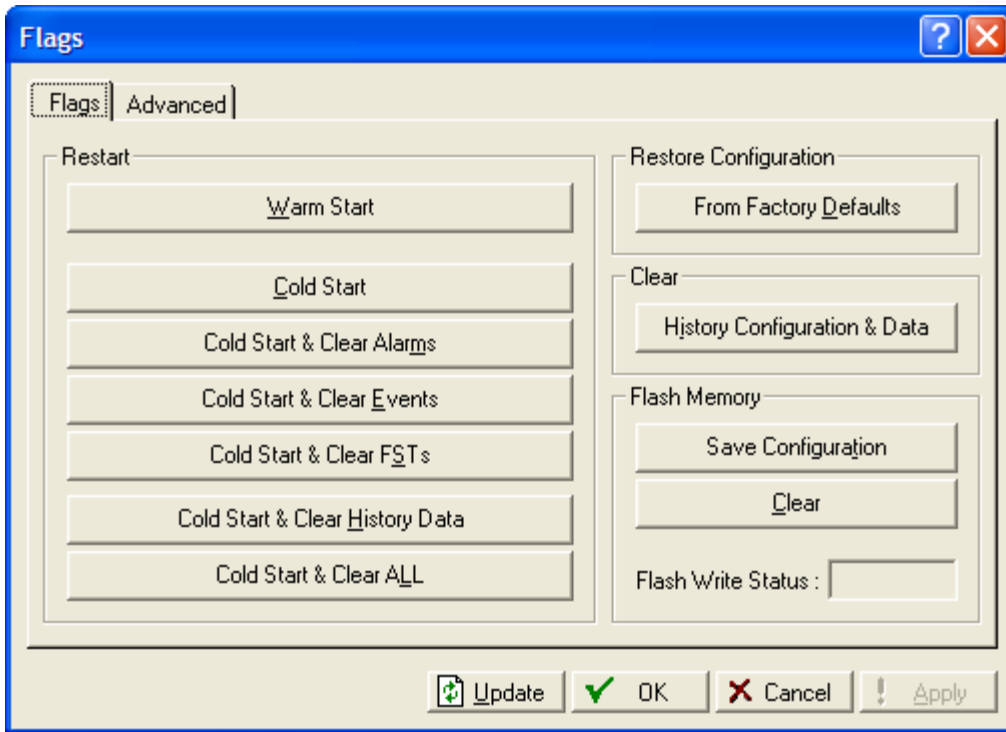 Flags
Flags
Advanced
Restart
Warm Start
Cold Start
Cold Start & Clear Alarms
Cold Start & Clear Events
Cold Start & Clear FSTs
Cold Start & Clear History Data
Cold Start & Clear ALL
Restore Configuration
From Factory Defaults
Clear
History Configuration & Data
Flash Memory
Save Configuration
Clear
Flash Write Status :
Update
OK
Cancel
Apply